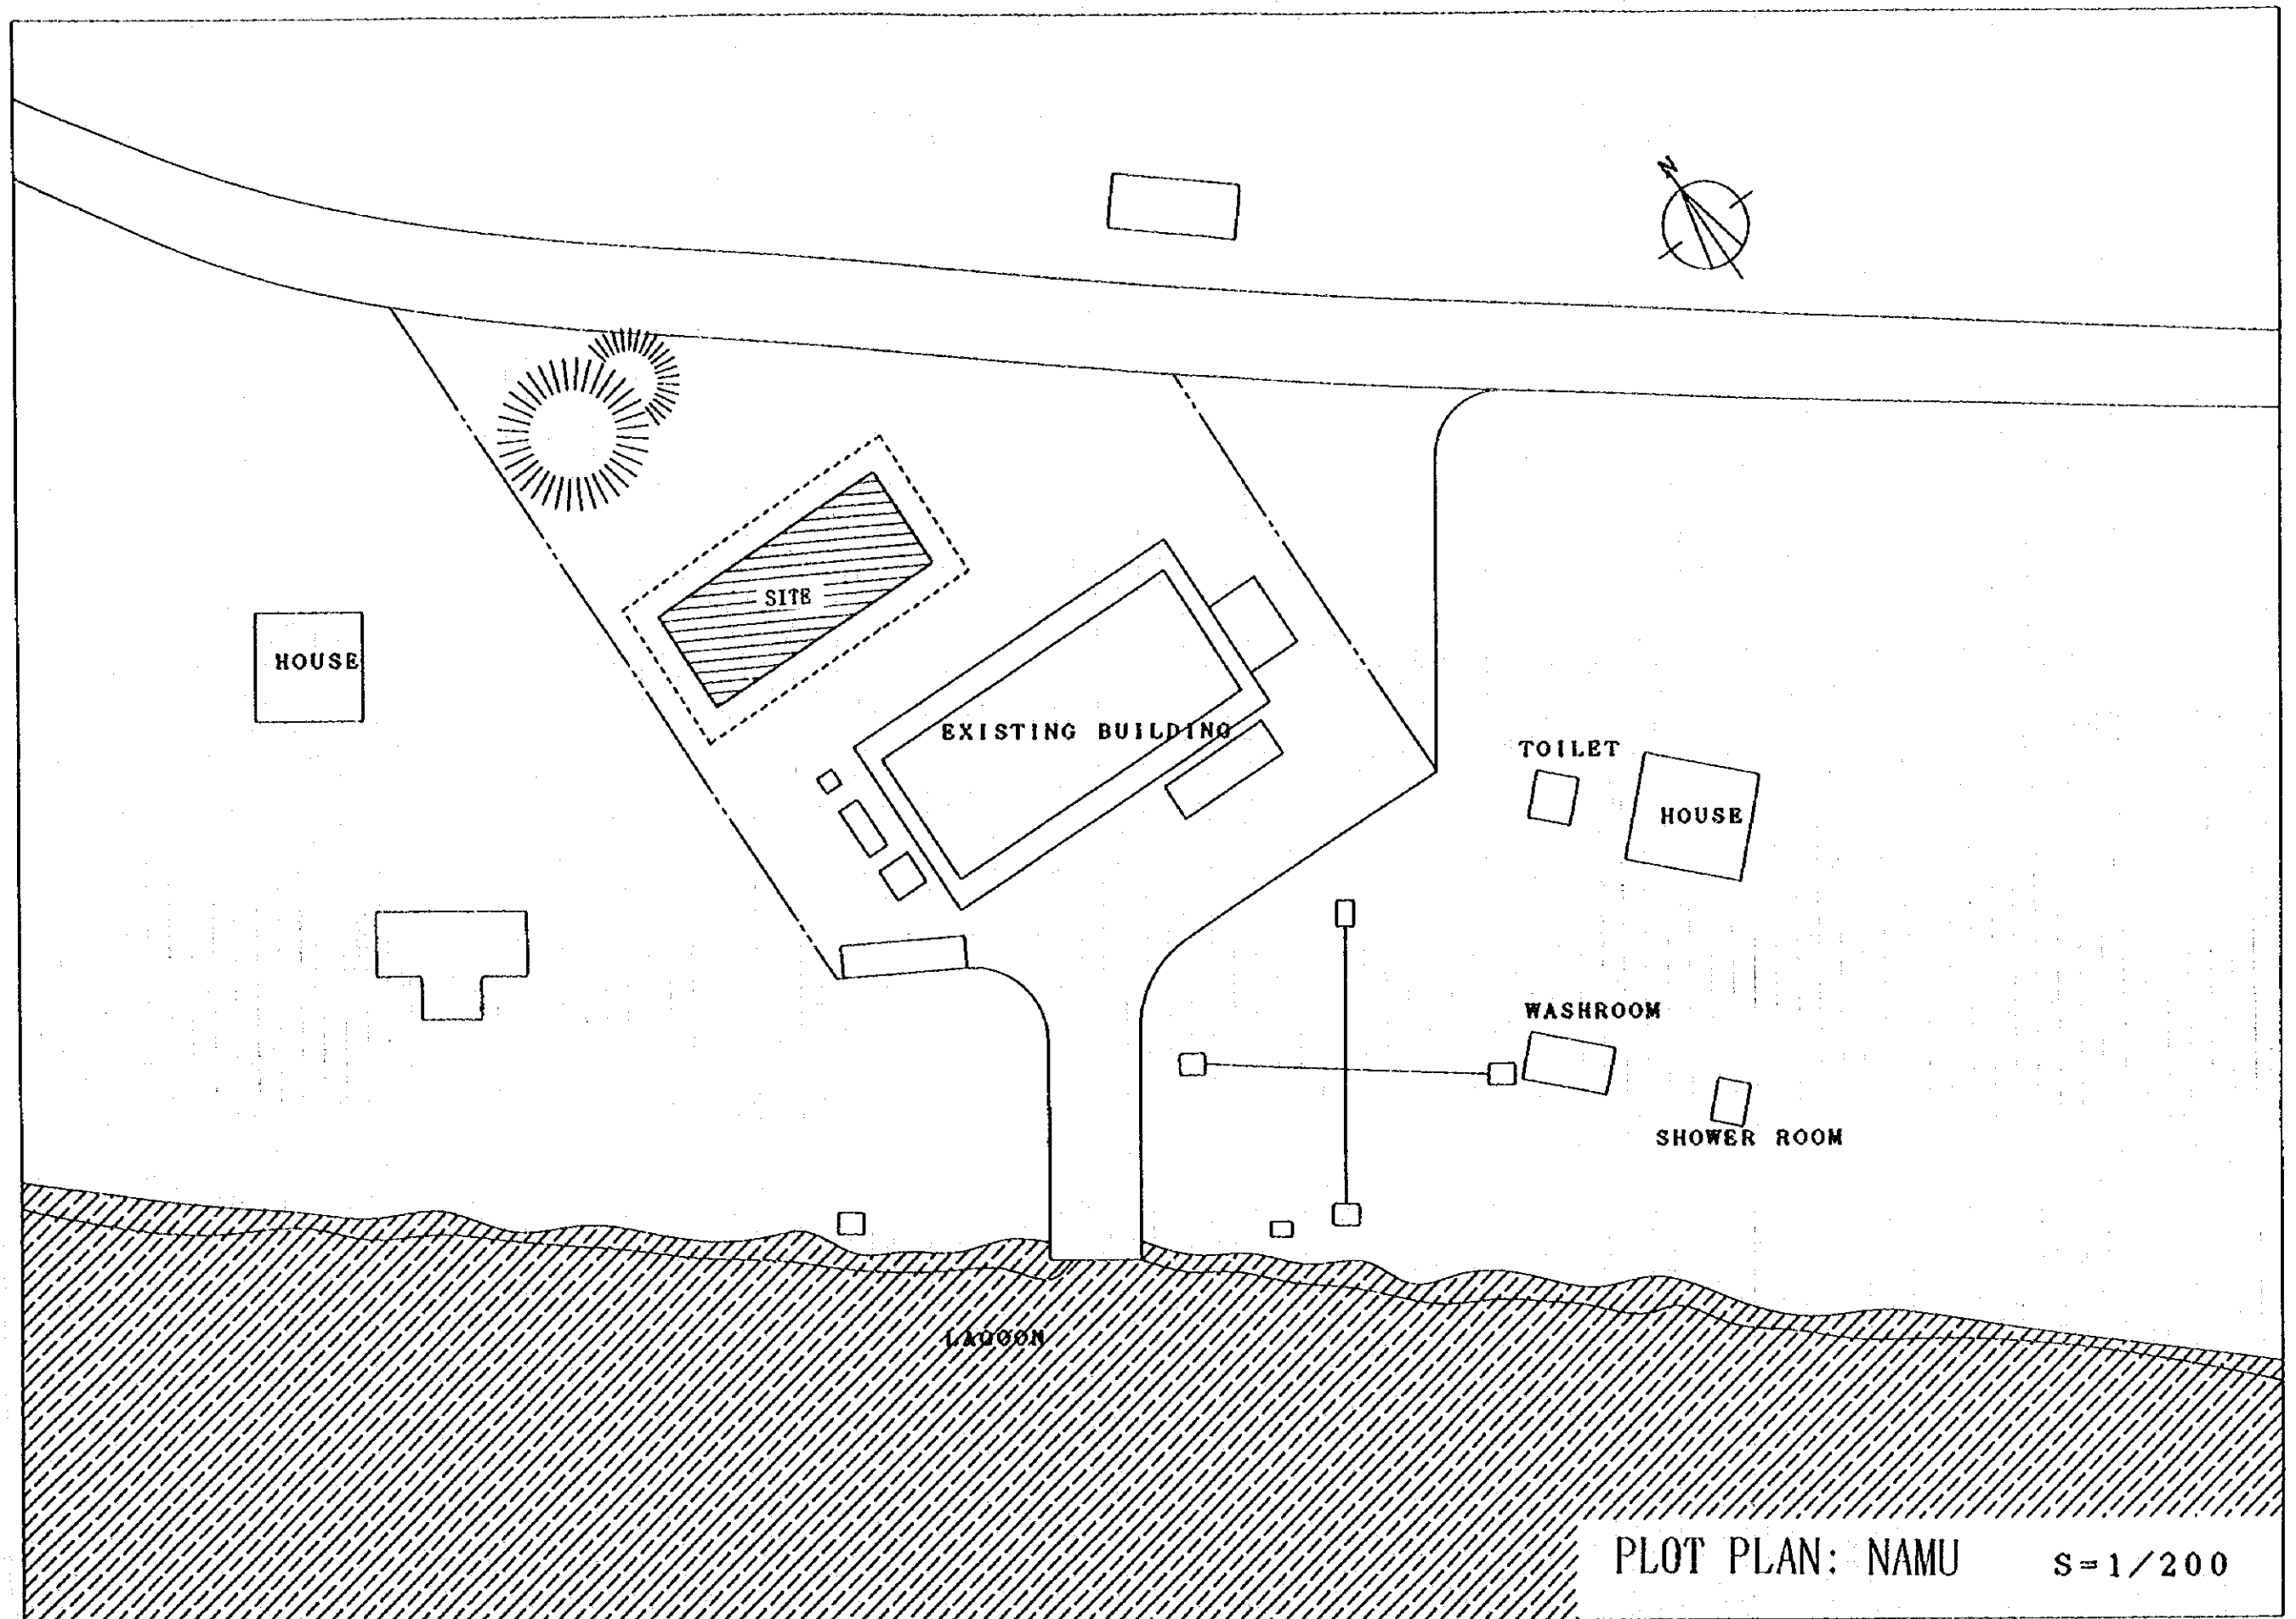 N
SITE
HOUSE
EXISTING BUILDING
TOILET
HOUSE
WASHROOM
SHOWER ROOM
LAGOON
PLOT PLAN: NAMU S=1/200